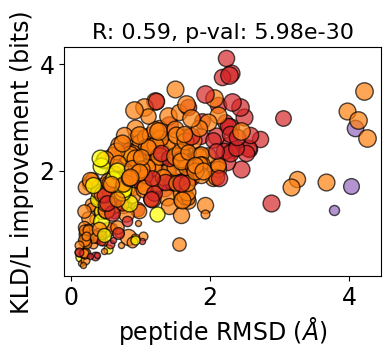 R: 0.59, p-val: 5.98e-30
KLD/L improvement (bits)
4
2
0 2 4
peptide RMSD (Å)